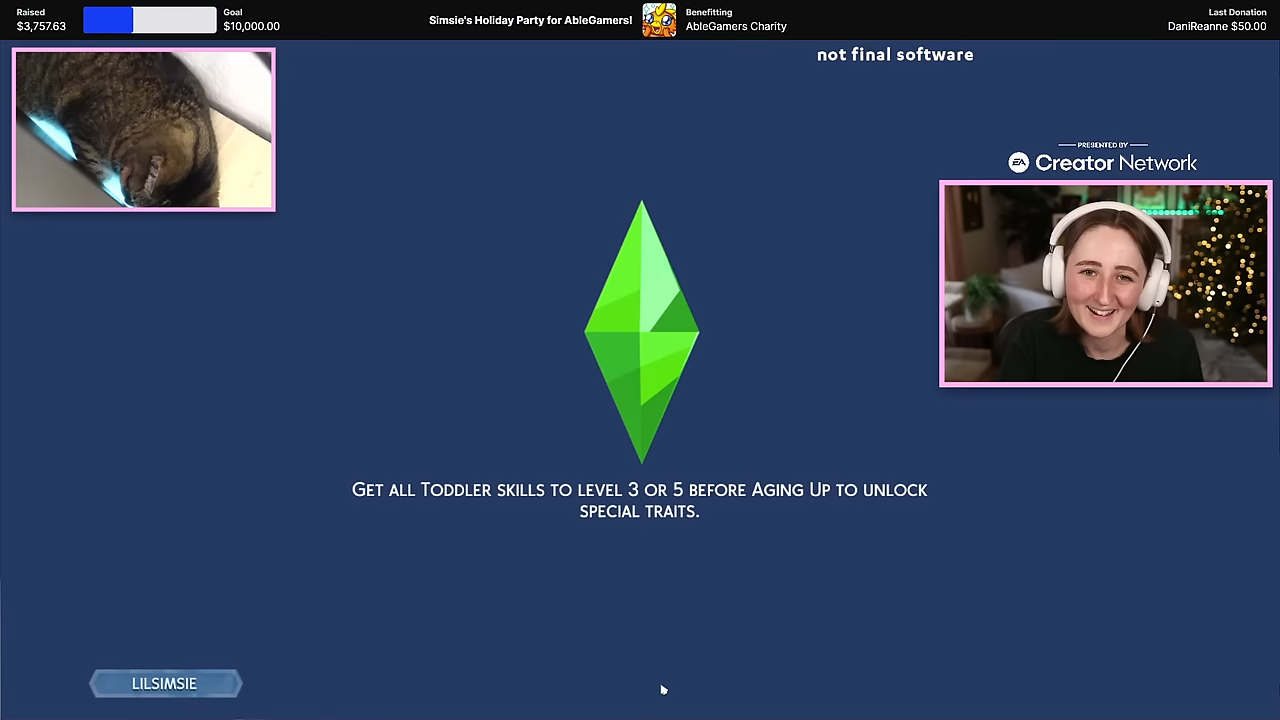 Raised
$3,757.63
Goal
$10,000.00
Simsie's Holiday Party for AbleGamers!
Benefitting
AbleGamers Charity
Last Donation
DaniReanne $50.00
not final software
PRESENTED BY
EA Creator Network
GET ALL TODDLER SKILLS TO LEVEL 3 OR 5 BEFORE AGING UP TO UNLOCK
SPECIAL TRAITS.
LILSIMSIE